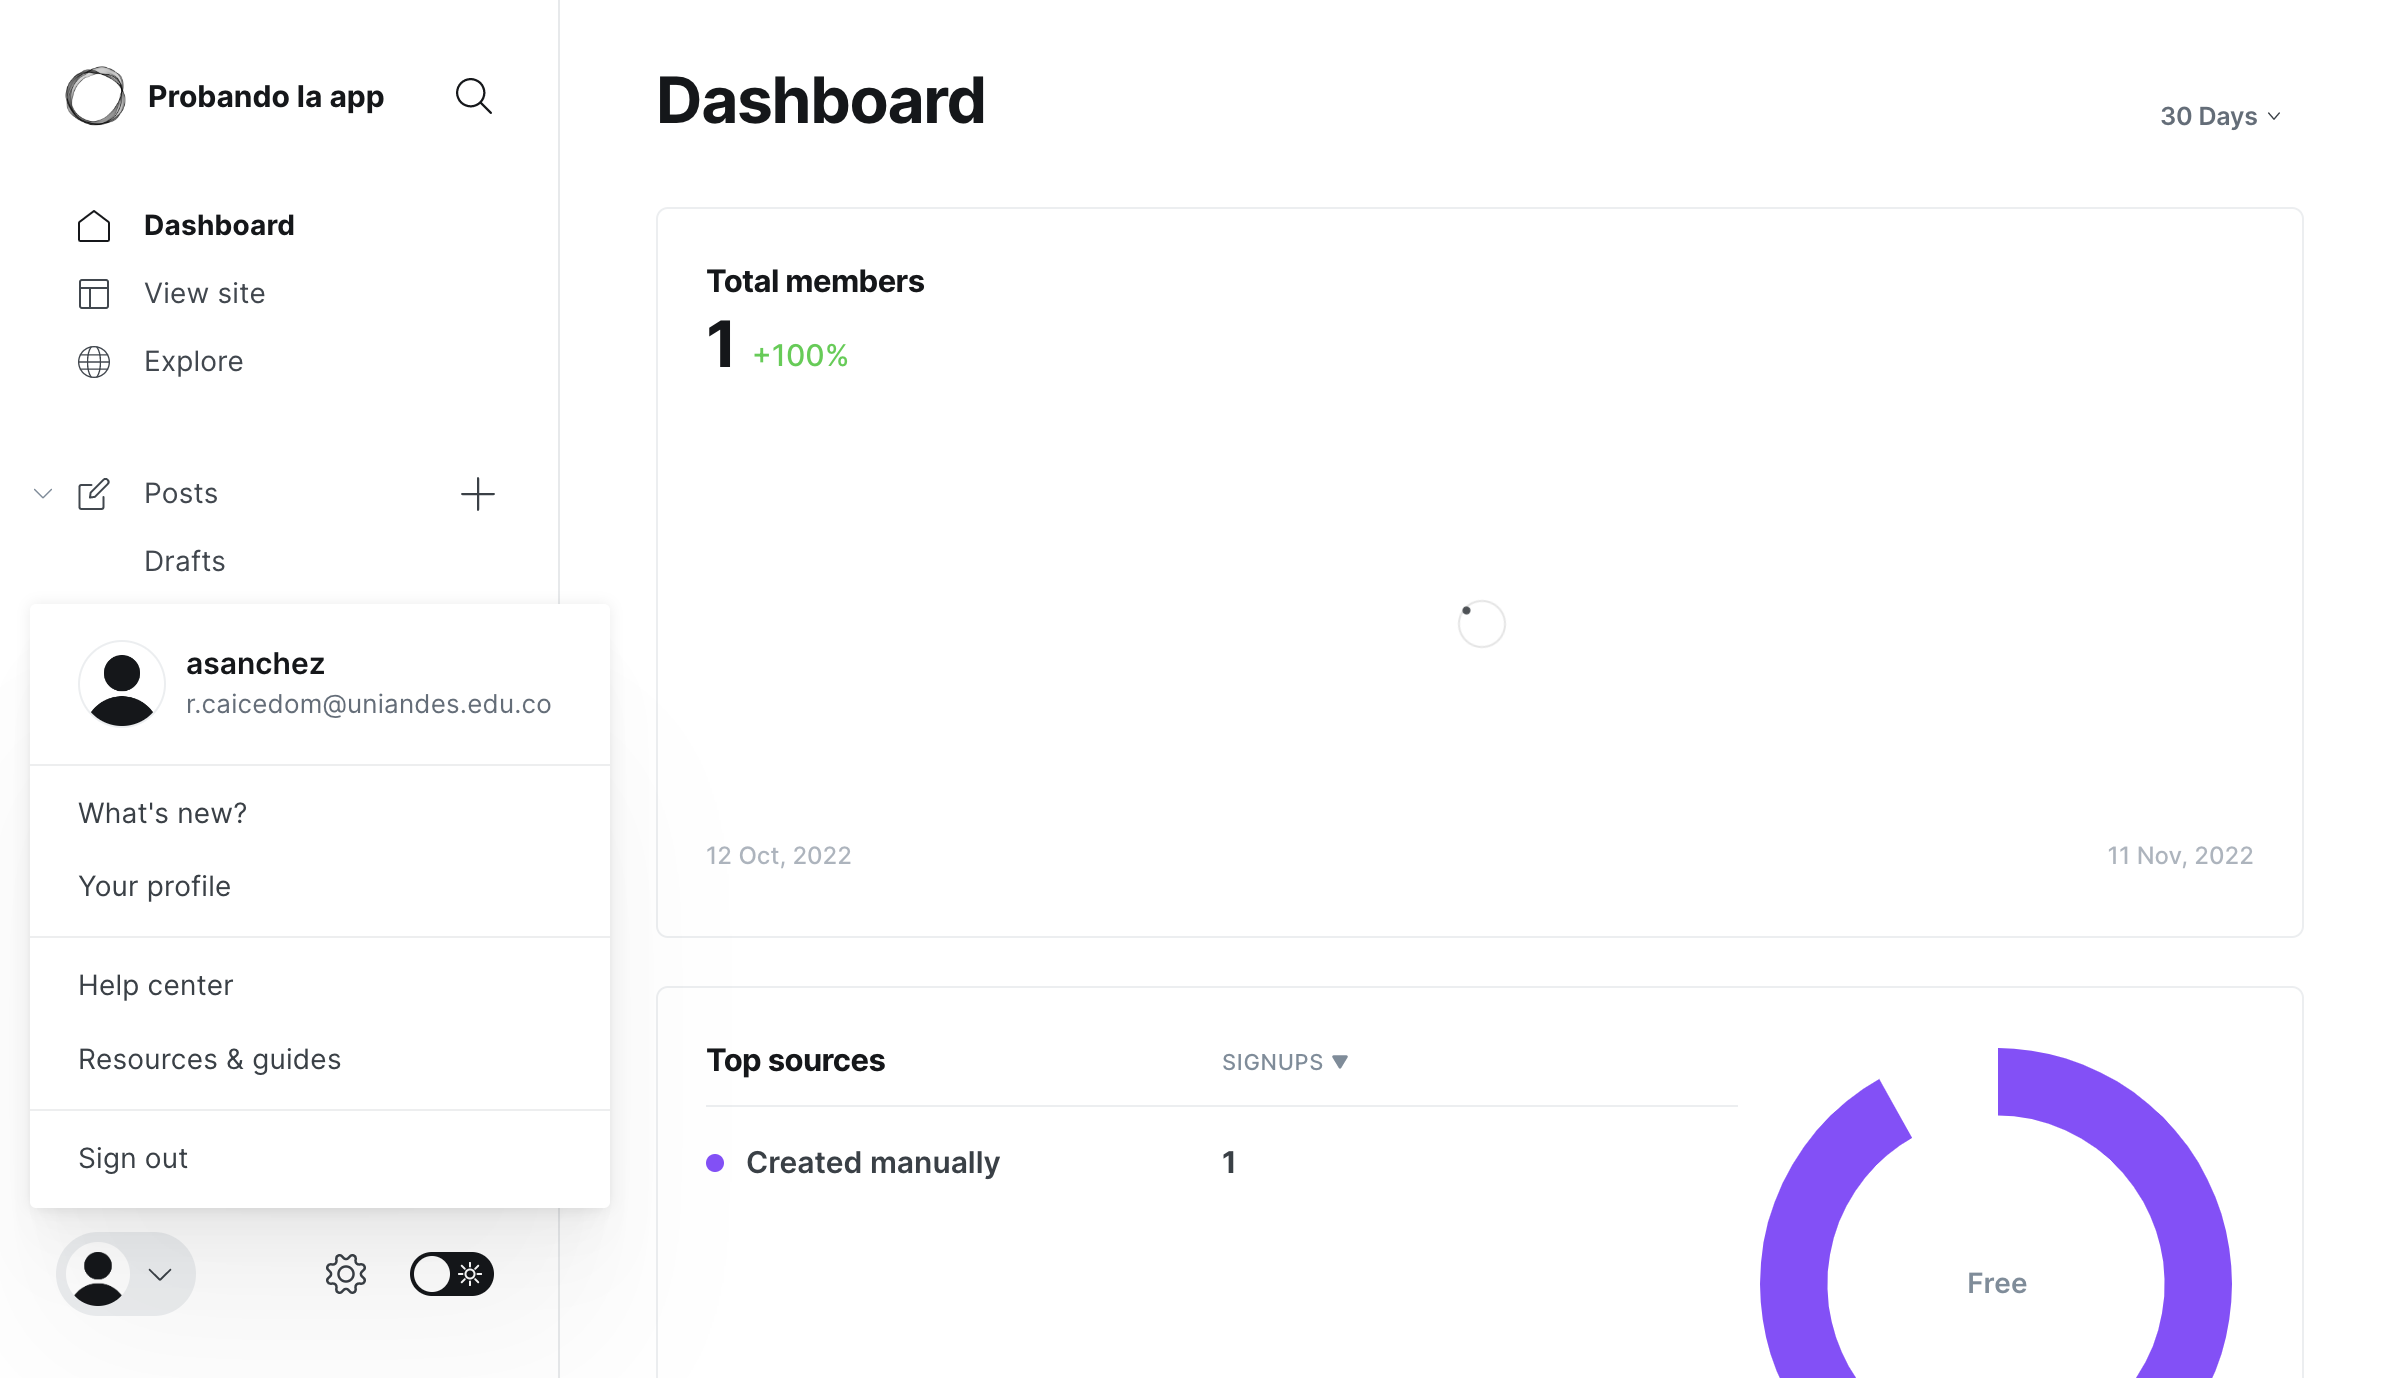 Probando la app
Dashboard
View site
Explore
Posts
Drafts
asanchez
r.caicedom@uniandes.edu.co
What's new?
Your profile
Help center
Resources & guides
Sign out
Dashboard
30 Days
Total members
1 +100%
12 Oct, 2022 11 Nov, 2022
Top sources SIGNUPS
Created manually 1
Free